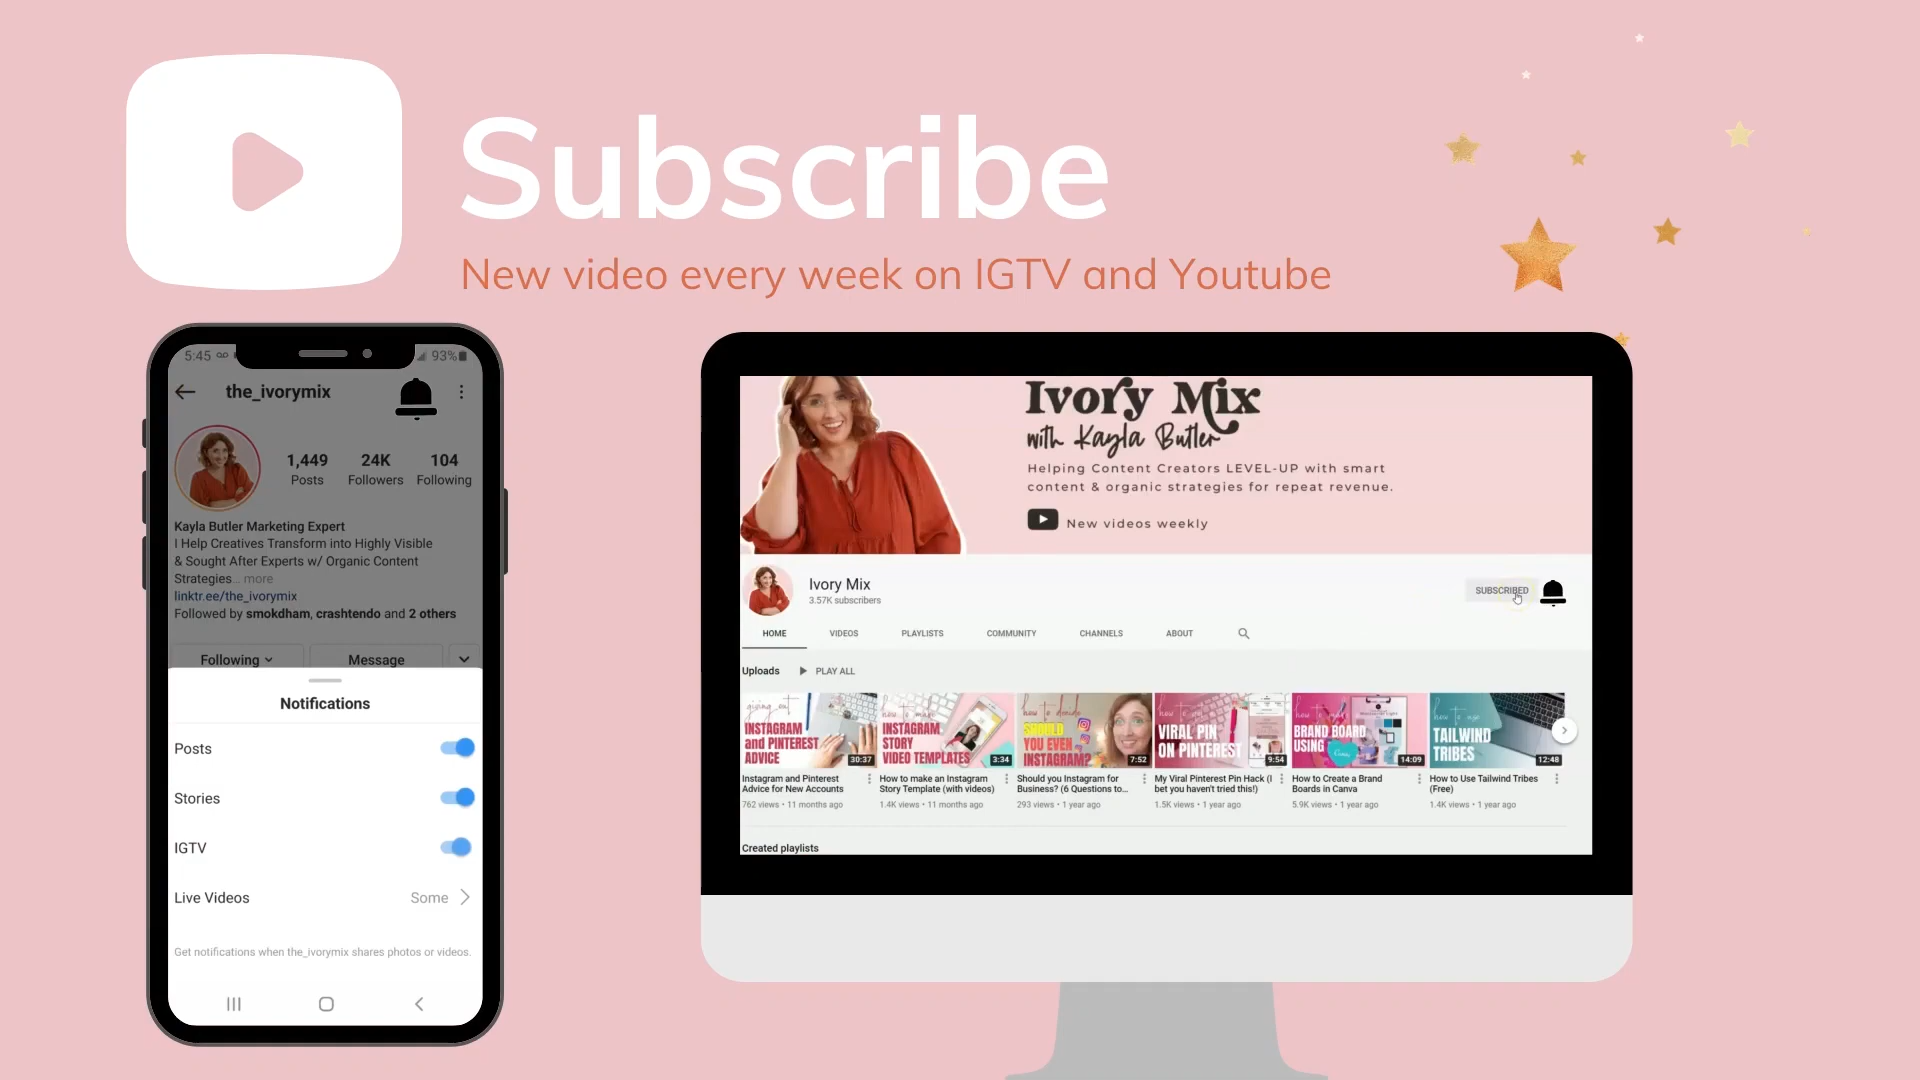 Subscribe
New video every week on IGTV and Youtube
5:45
93%
the_ivorymix
1,449
24K
104
Posts
Followers
Following
Kayla Butler Marketing Expert
I Help Creatives Transform into Highly Visible
& Sought After Experts w/ Organic Content
Strategies... more
linktr.ee/the_ivorymix
Followed by smokdham, crashtendo and 2 others
Following
Message
Notifications
Posts
Stories
IGTV
Live Videos
Some
Get notifications when the_ivorymix shares photos or videos.
Ivory Mix
with Kayla Butler
Helping Content Creators LEVEL-UP with smart
content & organic strategies for repeat revenue.
New videos weekly
Ivory Mix
3.57K subscribers
SUBSCRIBED
HOME
VIDEOS
PLAYLISTS
COMMUNITY
CHANNELS
ABOUT
Uploads
PLAY ALL
giving out
INSTAGRAM
and PINTEREST
ADVICE
30:37
how to make
INSTAGRAM
STORY
VIDEO TEMPLATES
3:34
how to decide
SHOULD
YOU EVEN
INSTAGRAM?
7:52
VIRAL PIN
ON PINTEREST
9:54
BRAND BOARD
USING
14:09
how to use
TAILWIND
TRIBES
12:48
Instagram and Pinterest
Advice for New Accounts
762 views • 11 months ago
How to make an Instagram
Story Template (with videos)
1.4K views • 11 months ago
Should you Instagram for
Business? (6 Questions to...
293 views • 1 year ago
My Viral Pinterest Pin Hack (I
bet you haven't tried this!)
1.5K views • 1 year ago
How to Create a Brand
Boards in Canva
5.9K views • 1 year ago
How to Use Tailwind Tribes
(Free)
1.4K views • 1 year ago
Created playlists